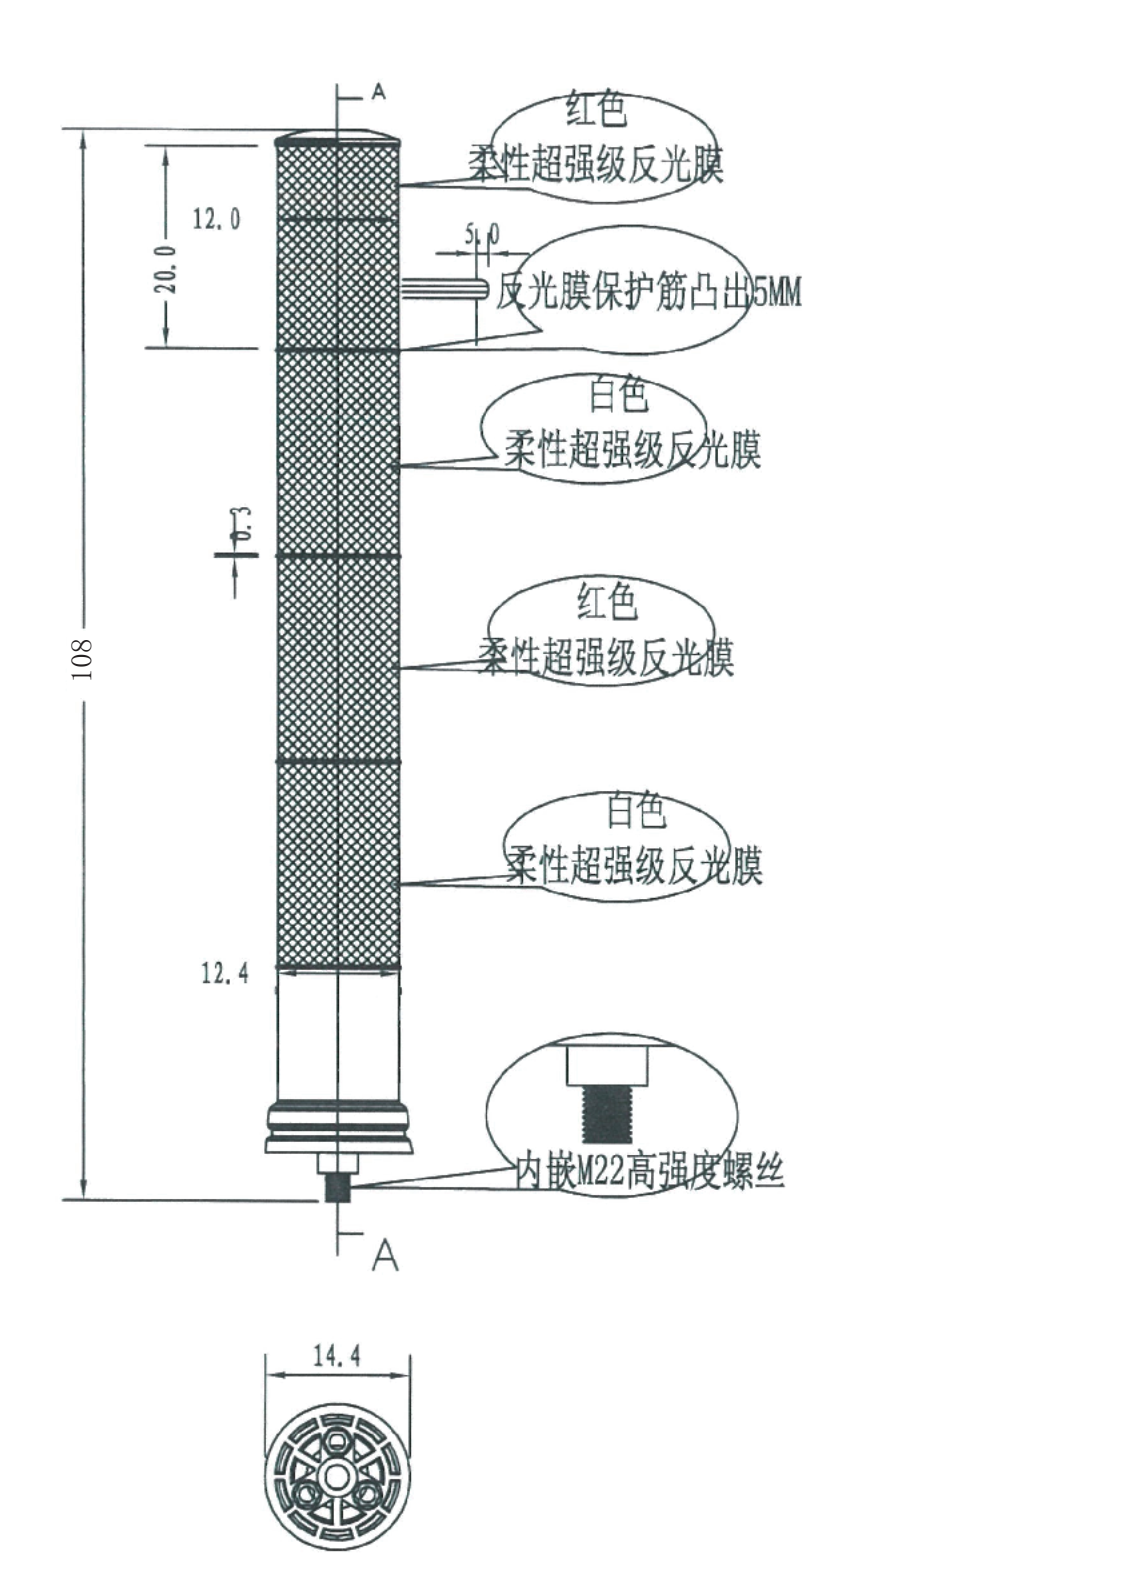 A
红色
柔性超强级反光膜
12.0
20.0
5.0
反光膜保护筋凸出5MM
白色
柔性超强级反光膜
0.3
红色
柔性超强级反光膜
108
白色
柔性超强级反光膜
12.4
内嵌M22高强度螺丝
A
14.4